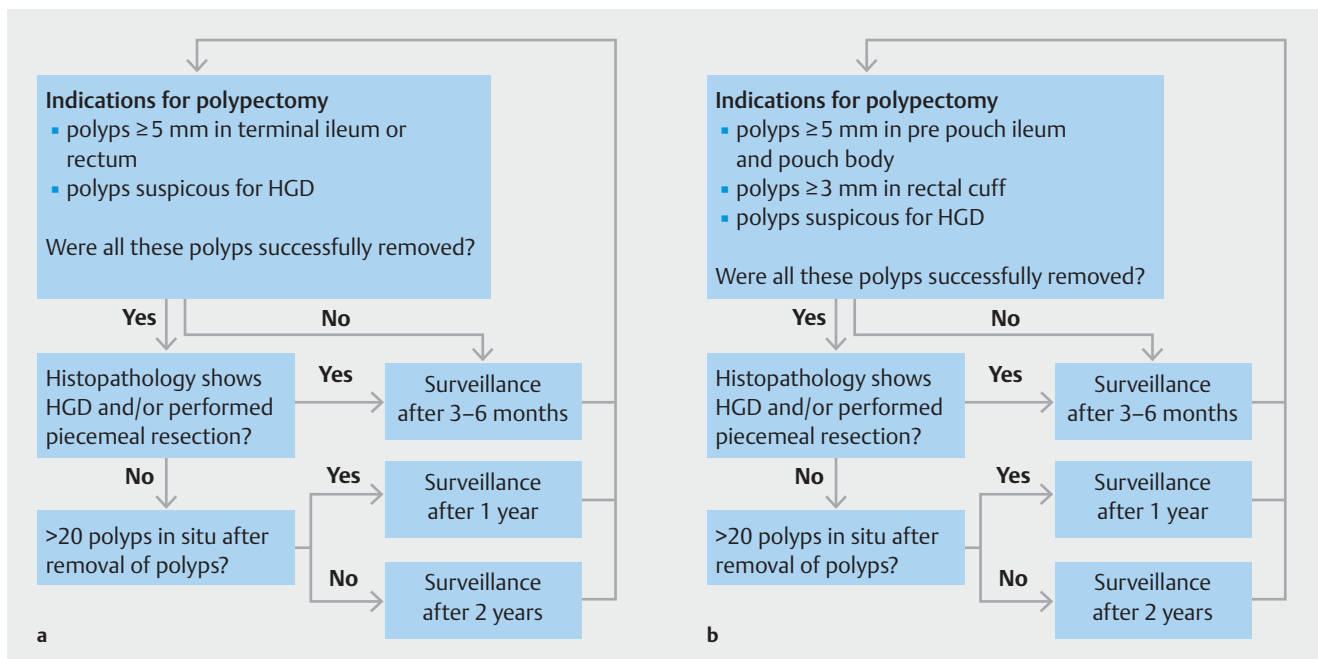 Indications for polypectomy
▪ polyps ≥5 mm in terminal ileum or
rectum
▪ polyps suspicous for HGD
Were all these polyps successfully removed?
Yes
No
Histopathology shows
HGD and/or performed
piecemeal resection?
Yes
Surveillance
after 3–6 months
No
>20 polyps in situ after
removal of polyps?
Yes
Surveillance
after 1 year
No
Surveillance
after 2 years
a
Indications for polypectomy
▪ polyps ≥5 mm in pre pouch ileum
and pouch body
▪ polyps ≥3 mm in rectal cuff
▪ polyps suspicous for HGD
Were all these polyps successfully removed?
Yes
No
Histopathology shows
HGD and/or performed
piecemeal resection?
Yes
Surveillance
after 3–6 months
No
>20 polyps in situ after
removal of polyps?
Yes
Surveillance
after 1 year
No
Surveillance
after 2 years
b